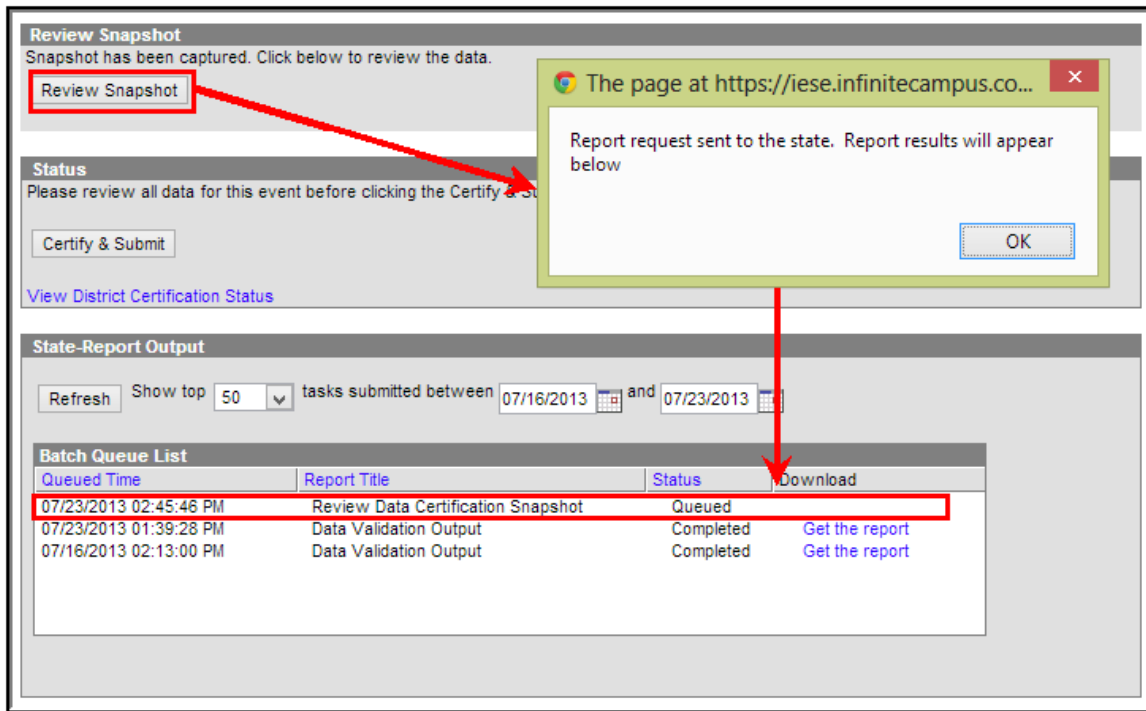 Review Snapshot
Snapshot has been captured. Click below to review the data.
Review Snapshot
The page at https://iese.infinitecampus.co...
Report request sent to the state. Report results will appear
below
OK
Status
Please review all data for this event before clicking the Certify &
Certify & Submit
View District Certification Status
State-Report Output
Refresh Show top 50 tasks submitted between 07/16/2013 and 07/23/2013
Batch Queue List
Queued Time Report Title Status Download
07/23/2013 02:45:46 PM Review Data Certification Snapshot Queued
07/23/2013 01:39:28 PM Data Validation Output Completed Get the report
07/16/2013 02:13:00 PM Data Validation Output Completed Get the report